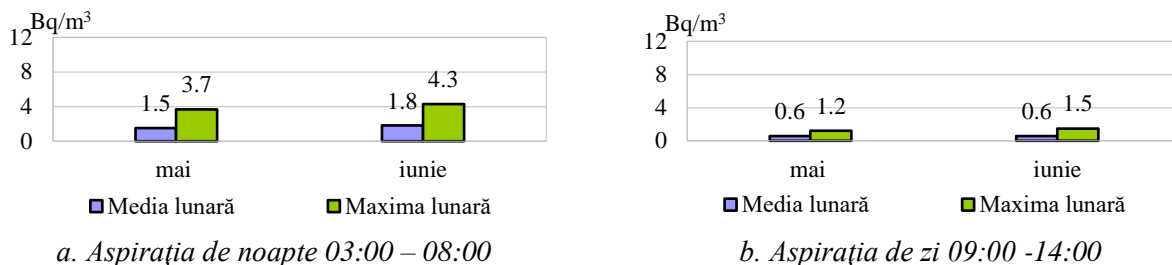 Bq/m³
12
8
4
0
1.5
3.7
1.8
4.3
mai
iunie
Media lunară
Maxima lunară
a. Aspirația de noapte 03:00 – 08:00
Bq/m³
12
8
4
0
0.6
1.2
0.6
1.5
mai
iunie
Media lunară
Maxima lunară
b. Aspirația de zi 09:00 -14:00